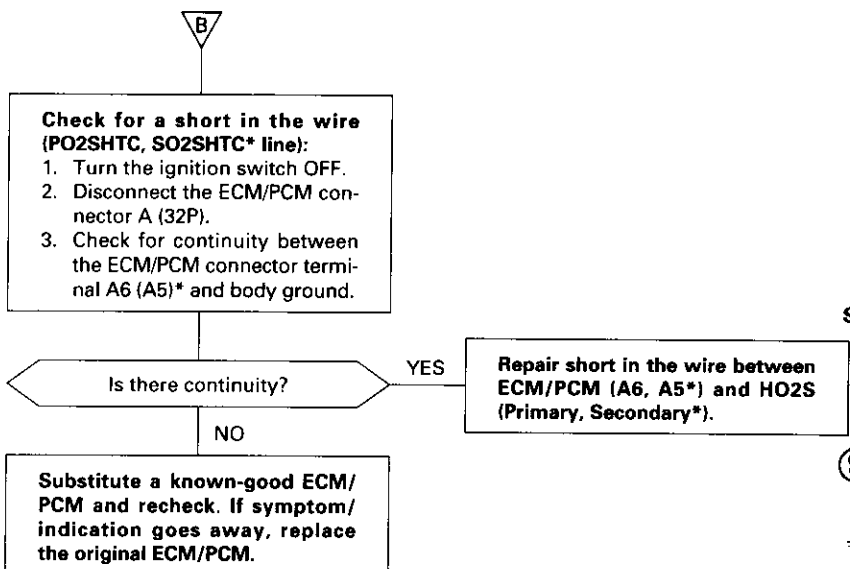 B
Check for a short in the wire
(PO2SHTC, SO2SHTC* line):
1. Turn the ignition switch OFF.
2. Disconnect the ECM/PCM con-
nector A (32P).
3. Check for continuity between
the ECM/PCM connector termi-
nal A6 (A5)* and body ground.
Is there continuity?
YES
Repair short in the wire between
ECM/PCM (A6, A5*) and HO2S
(Primary, Secondary*).
NO
Substitute a known-good ECM/
PCM and recheck. If symptom/
indication goes away, replace
the original ECM/PCM.